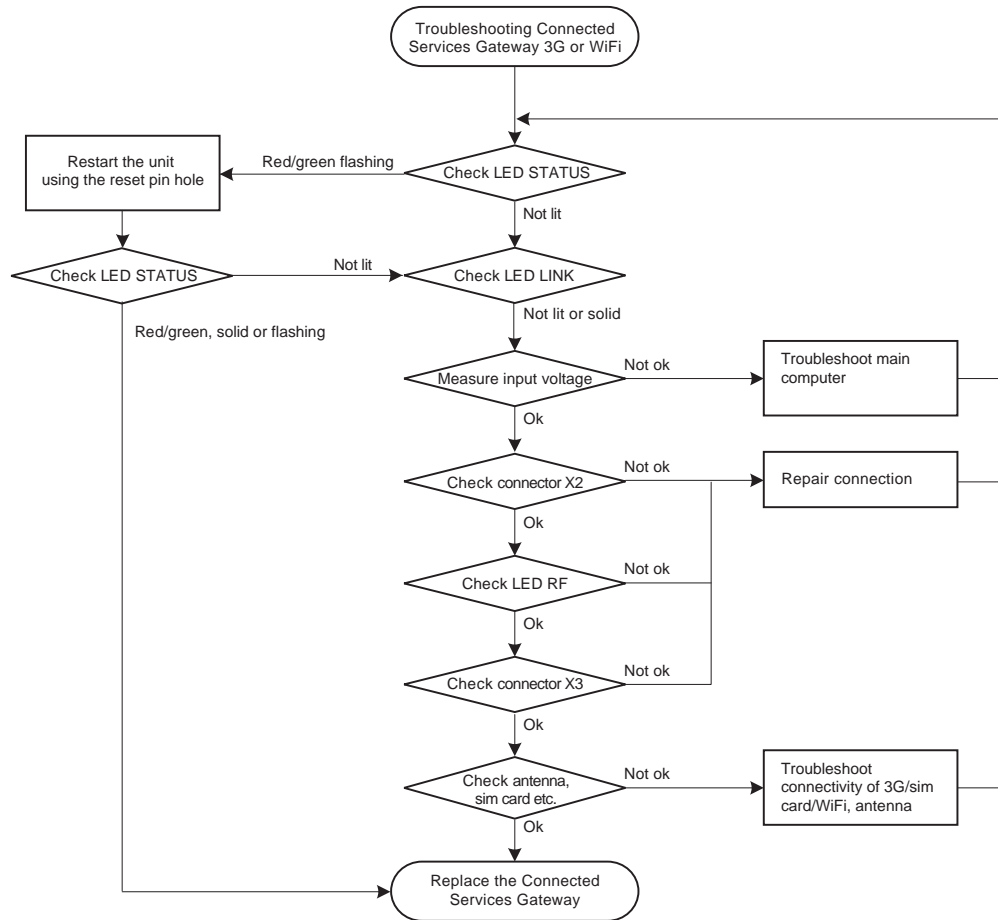 Troubleshooting Connected
Services Gateway 3G or WiFi
Restart the unit
using the reset pin hole
Red/green flashing
Check LED STATUS
Not lit
Check LED STATUS
Not lit
Check LED LINK
Red/green, solid or flashing
Not lit or solid
Measure input voltage
Not ok
Troubleshoot main
computer
Ok
Check connector X2
Not ok
Repair connection
Ok
Check LED RF
Not ok
Ok
Check connector X3
Not ok
Ok
Check antenna,
sim card etc.
Not ok
Troubleshoot
connectivity of 3G/sim
card/WiFi, antenna
Ok
Replace the Connected
Services Gateway